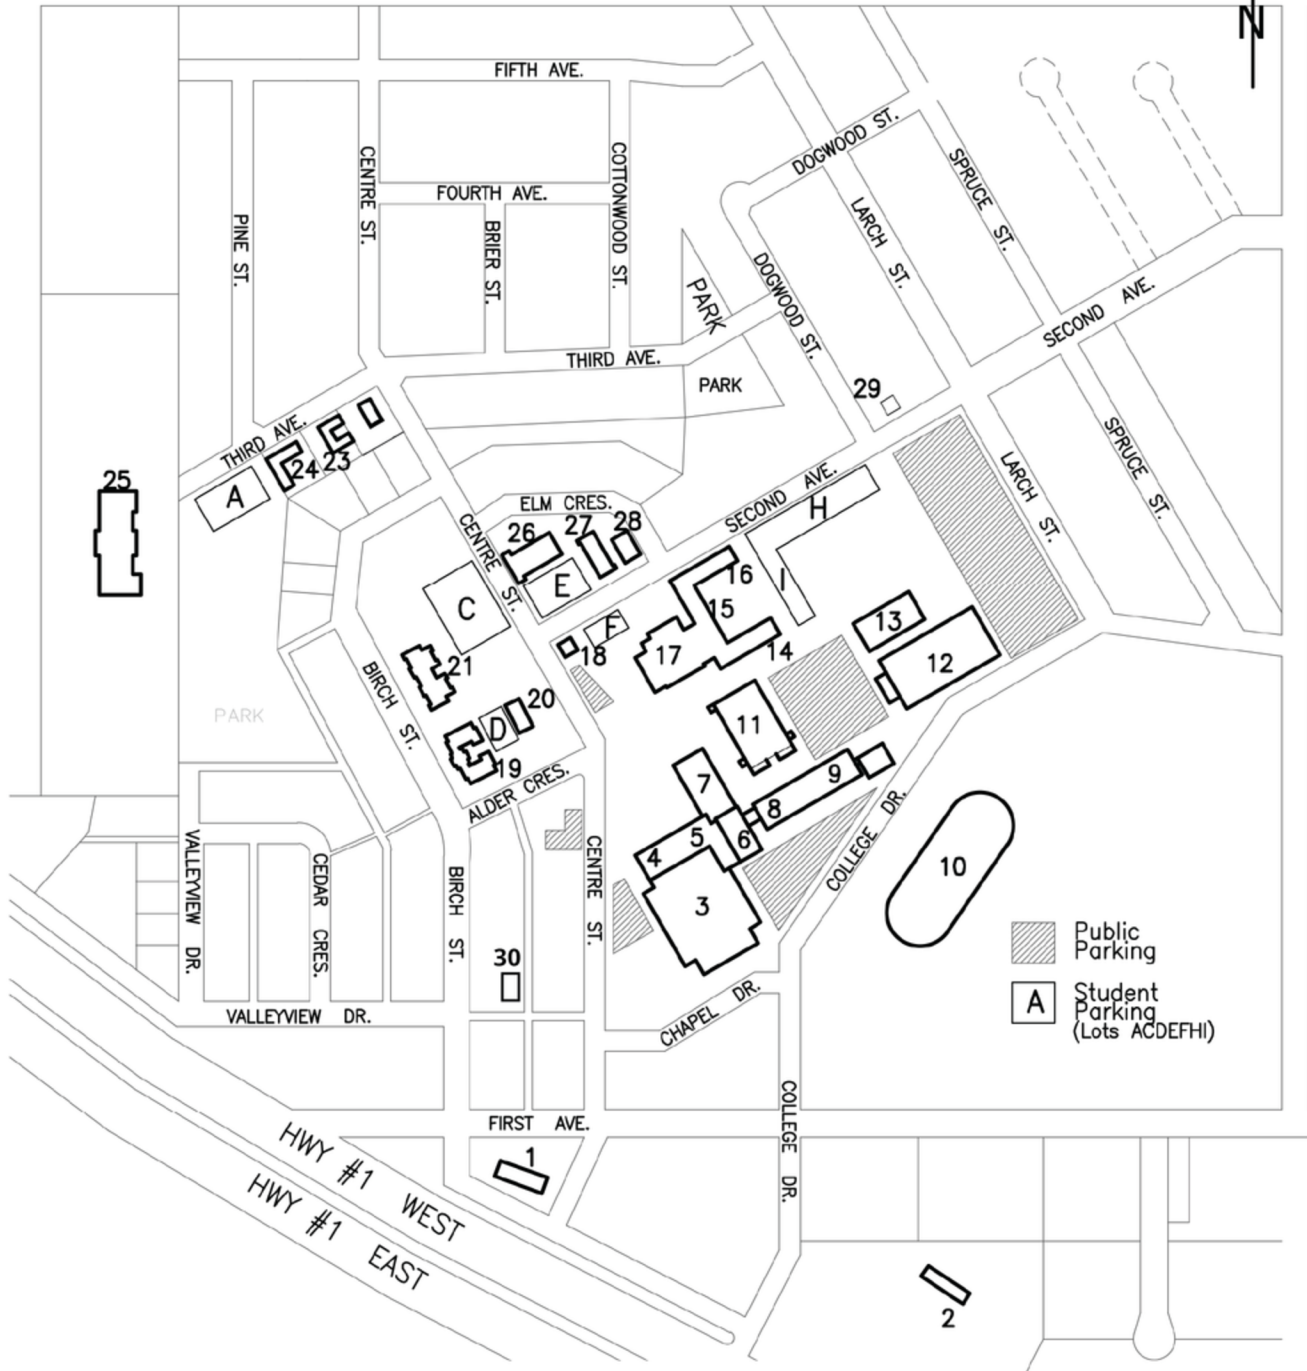 N
FIFTH AVE.
DOGWOOD ST.
CENTRE ST.
COTTONWOOD ST.
SPRUCE ST.
FOURTH AVE.
LARCH ST.
PINE ST.
BRIER ST.
DOGWOOD ST.
PARK
SECOND AVE.
THIRD AVE.
PARK
29
THIRD AVE.
23
24
25
A
SPRUCE ST.
LARCH ST.
ELM CRES.
SECOND AVE.
H
CENTRE ST.
26
27
28
E
16
I
C
15
F
13
18
17
14
12
21
BIRCH ST.
20
PARK
D
11
19
ALDER CRES.
7
9
8
COLLEGE DR.
5
6
4
VALLEYVIEW DR.
CEDAR CRES.
BIRCH ST.
CENTRE ST.
10
3
30
Public
Parking
A
Student
Parking
(Lots ACDEFHI)
VALLEYVIEW DR.
CHAPEL DR.
COLLEGE DR.
FIRST AVE.
1
HWY #1 WEST
HWY #1 EAST
2